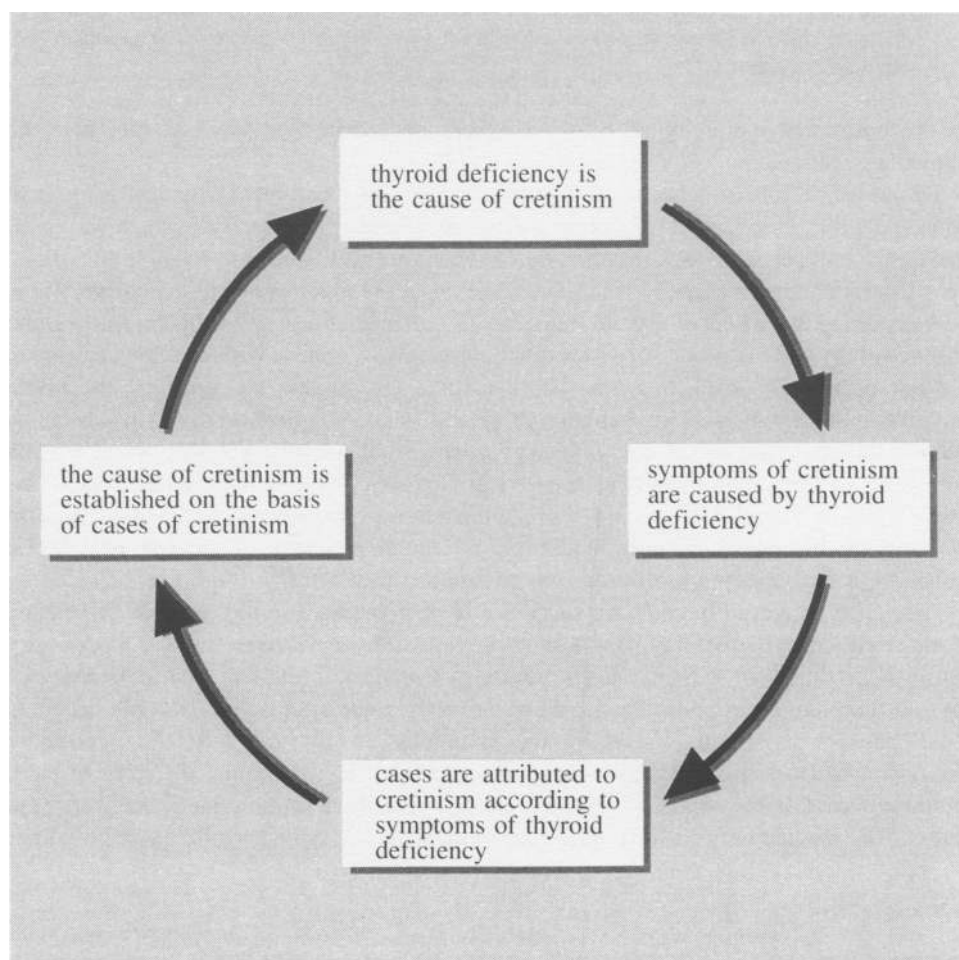 thyroid deficiency is
the cause of cretinism
symptoms of cretinism
are caused by thyroid
deficiency
cases are attributed to
cretinism according to
symptoms of thyroid
deficiency
the cause of cretinism is
established on the basis
of cases of cretinism